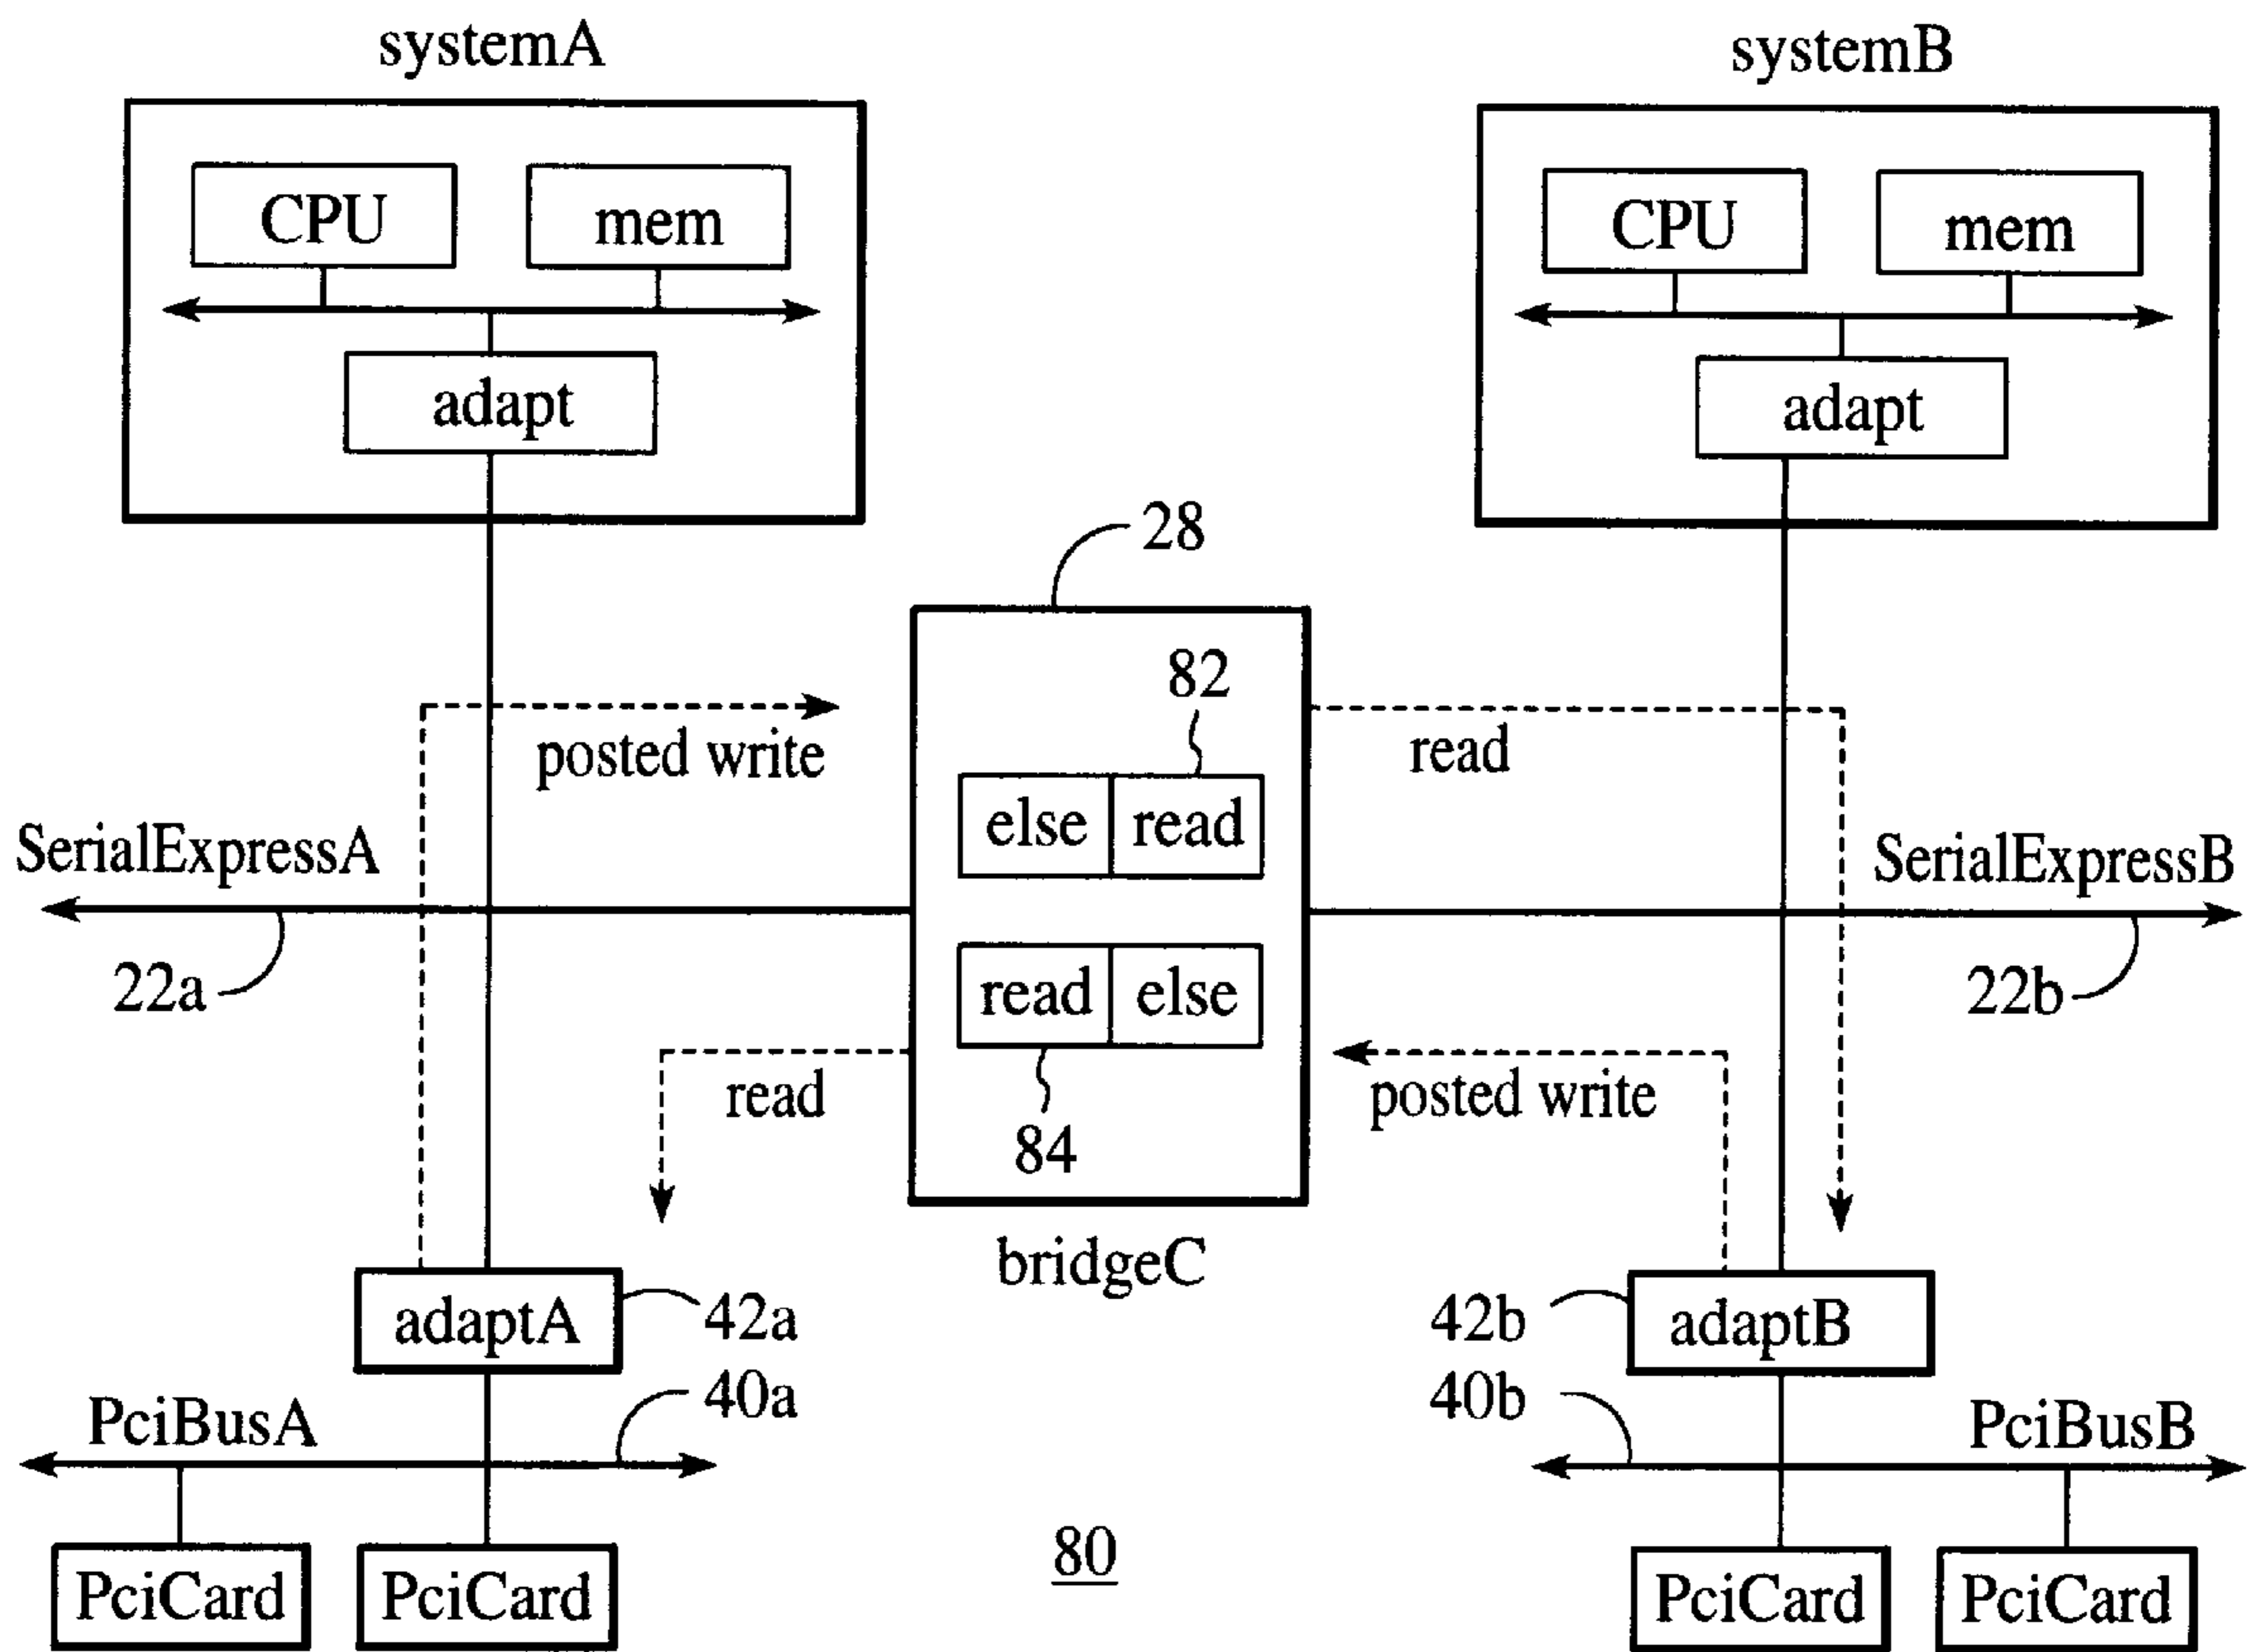 systemA
systemB
CPU
mem
CPU
mem
adapt
adapt
28
82
posted write
read
else
read
SerialExpressA
SerialExpressB
22a
read
else
22b
read
posted write
84
bridgeC
adaptA
42a
42b
adaptB
PciBusA
40a
40b
PciBusB
80
PciCard
PciCard
PciCard
PciCard